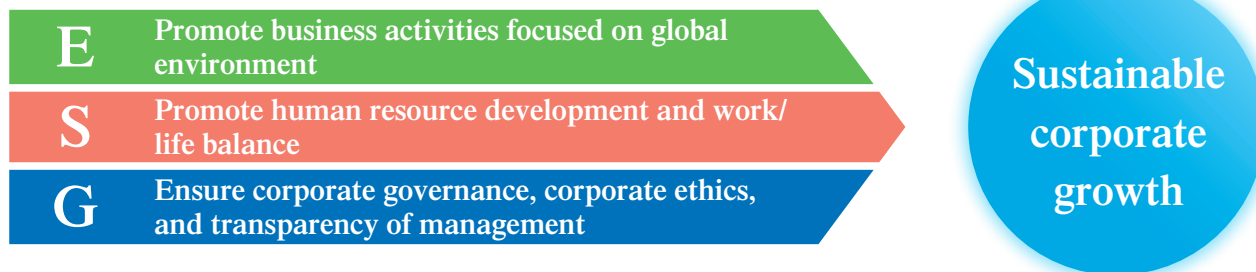 E
Promote business activities focused on global
environment
S
Promote human resource development and work/
life balance
G
Ensure corporate governance, corporate ethics,
and transparency of management
Sustainable
corporate
growth